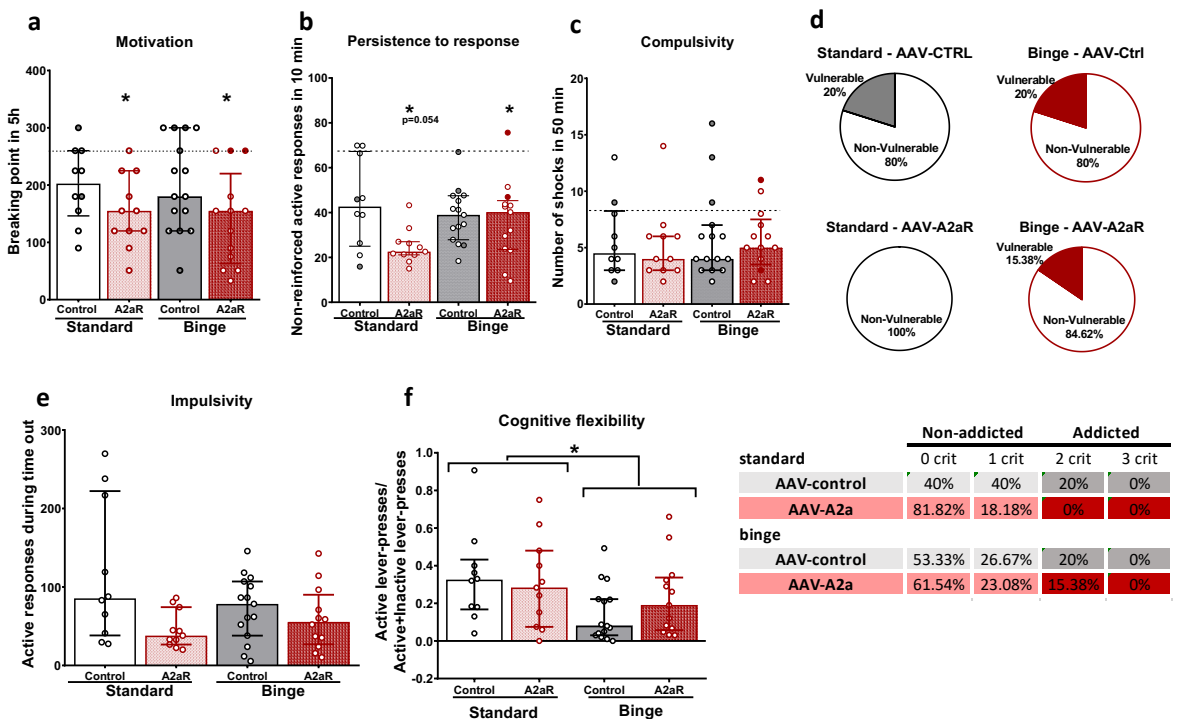 a
Motivation
Breaking point in 5h
400
300
200
100
0
*
*
Control
A2aR
Control
A2aR
Standard
Binge
b
Persistence to response
Non-reinforced active responses in 10 min
100
80
60
40
20
0
*
p=0.054
*
Control
A2aR
Control
A2aR
Standard
Binge
c
Compulsivity
Number of shocks in 50 min
20
15
10
5
0
Control
A2aR
Control
A2aR
Standard
Binge
d
Standard - AAV-CTRL
Vulnerable
20%
Non-Vulnerable
80%
Binge - AAV-Ctrl
Vulnerable
20%
Non-Vulnerable
80%
Standard - AAV-A2aR
Non-Vulnerable
100%
Binge - AAV-A2aR
Vulnerable
15.38%
Non-Vulnerable
84.62%
e
Impulsivity
Active responses during time out
300
200
100
0
Control
A2aR
Control
A2aR
Standard
Binge
f
Cognitive flexibility
Active lever-presses/
Active+Inactive lever-presses
1.0
0.8
0.6
0.4
0.2
0.0
-0.2
*
Control
A2aR
Control
A2aR
Standard
Binge
Non-addicted Addicted
standard 0 crit 1 crit 2 crit 3 crit
AAV-control 40% 40% 20% 0%
AAV-A2a 81.82% 18.18% 0% 0%
binge
AAV-control 53.33% 26.67% 20% 0%
AAV-A2a 61.54% 23.08% 15.38% 0%